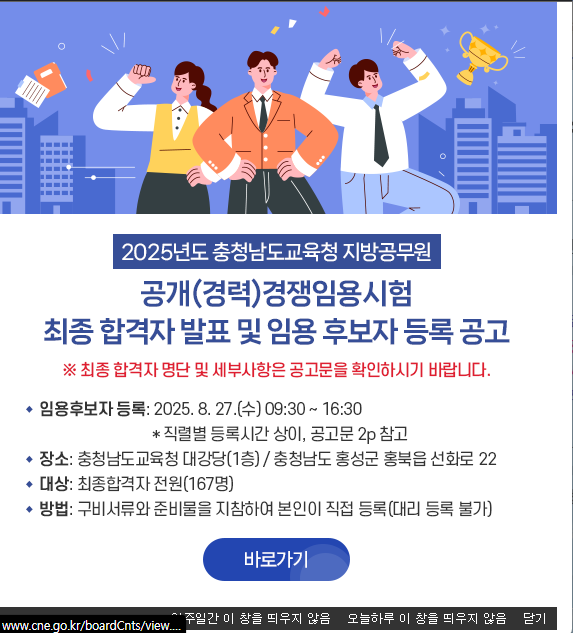 2025년도 충청남도교육청 지방공무원
공개(경력)경쟁임용시험
최종 합격자 발표 및 임용 후보자 등록 공고
※ 최종 합격자 명단 및 세부사항은 공고문을 확인하시기 바랍니다.
◆ 임용후보자 등록: 2025. 8. 27.(수) 09:30 ~ 16:30
* 직렬별 등록시간 상이, 공고문 2p 참고
◆ 장소: 충청남도교육청 대강당(1층) / 충청남도 홍성군 홍북읍 선화로 22
◆ 대상: 최종합격자 전원(167명)
◆ 방법: 구비서류와 준비물을 지참하여 본인이 직접 등록(대리 등록 불가)
바로가기
이 창을 띄우지 않음 오늘하루 이 창을 띄우지 않음 닫기
www.cne.go.kr/boardCnts/view....